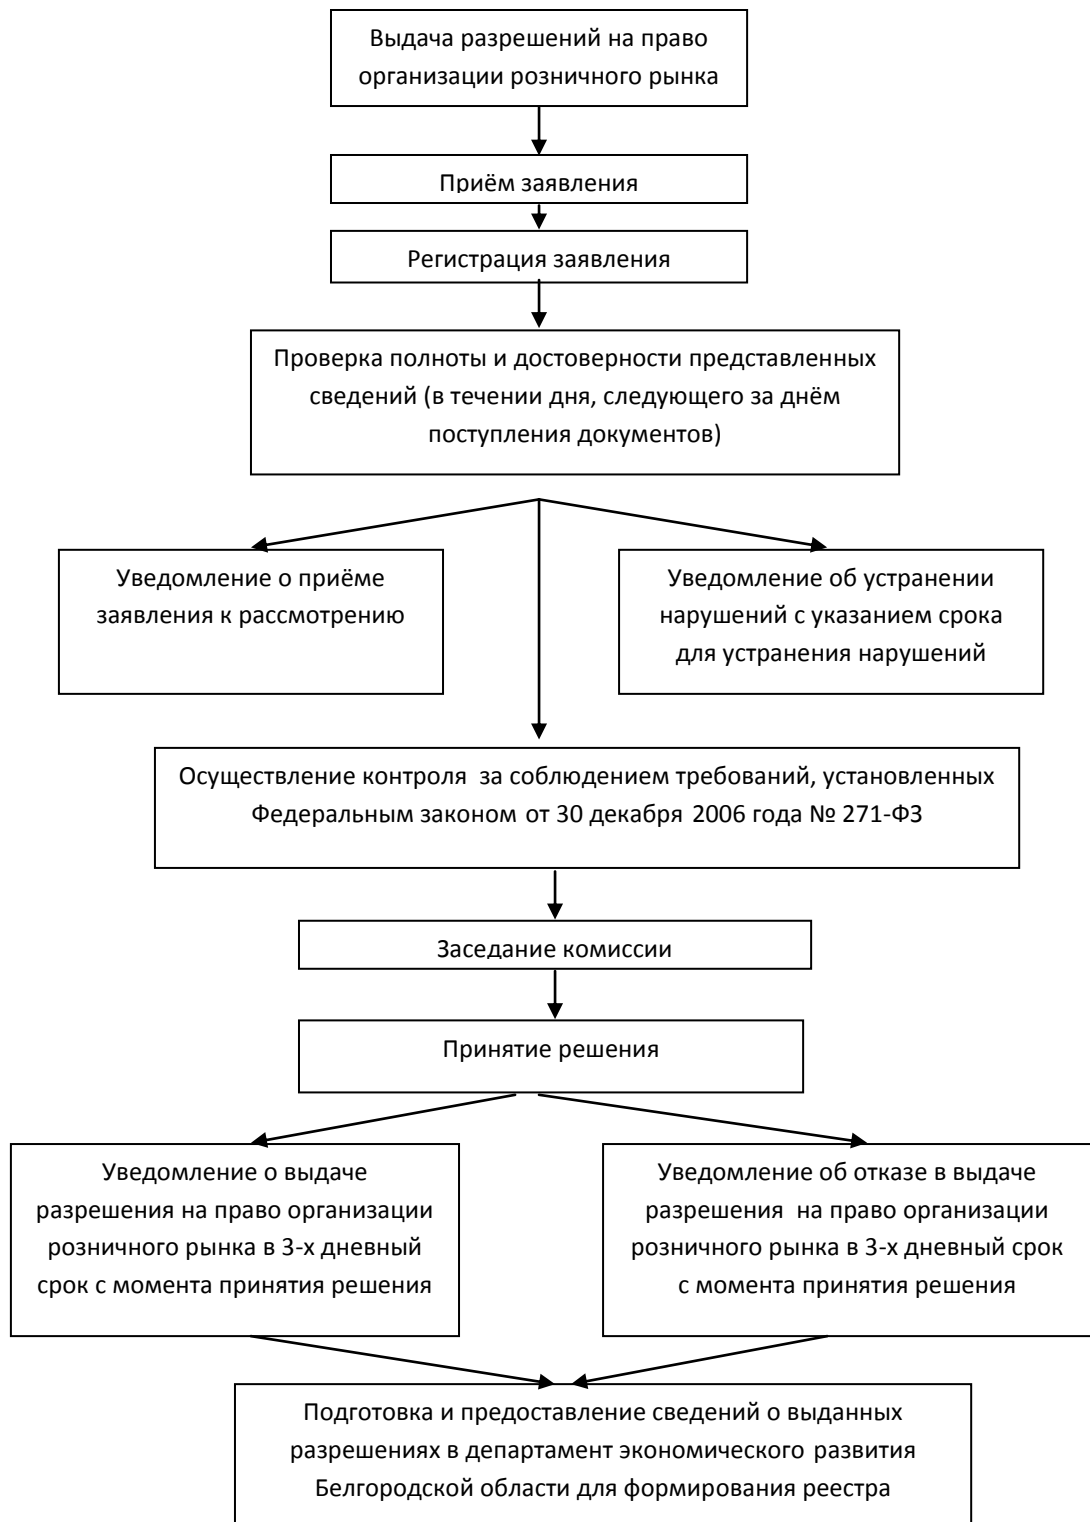 Выдача разрешений на право
организации розничного рынка
Приём заявления
Регистрация заявления
Проверка полноты и достоверности представленных
сведений (в течении дня, следующего за днём
поступления документов)
Уведомление о приёме
заявления к рассмотрению
Уведомление об устранении
нарушений с указанием срока
для устранения нарушений
Осуществление контроля за соблюдением требований, установленных
Федеральным законом от 30 декабря 2006 года № 271-ФЗ
Заседание комиссии
Принятие решения
Уведомление о выдаче
разрешения на право организации
розничного рынка в 3-х дневный
срок с момента принятия решения
Уведомление об отказе в выдаче
разрешения на право организации
розничного рынка в 3-х дневный срок
с момента принятия решения
Подготовка и предоставление сведений о выданных
разрешениях в департамент экономического развития
Белгородской области для формирования реестра